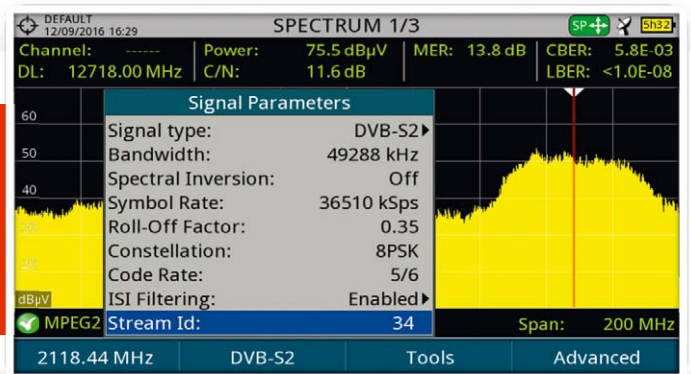 DEFAULT
12/09/2016 16:29
SPECTRUM 1/3
SP
5h32
Channel: ------
Power: 75.5 dBµV
MER: 13.8 dB
CBER: 5.8E-03
DL: 12718.00 MHz
C/N: 11.6 dB
LBER: <1.0E-08
Signal Parameters
60
Signal type: DVB-S2
50
Bandwidth: 49288 kHz
Spectral Inversion: Off
40
Symbol Rate: 36510 kSps
Roll-Off Factor: 0.35
Constellation: 8PSK
Code Rate: 5/6
dBµV
ISI Filtering: Enabled
MPEG2
Stream Id: 34
Span: 200 MHz
2118.44 MHz
DVB-S2
Tools
Advanced